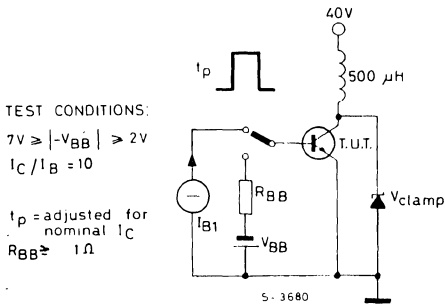 40V
500 µH
tp
TEST CONDITIONS:
7V ≥ |-VBB| ≥ 2V
IC/IB = 10
T.U.T.
RBB
Vclamp
IB1
VBB
tp = adjusted for
nominal IC
RBB ≥ 1Ω
S-3680